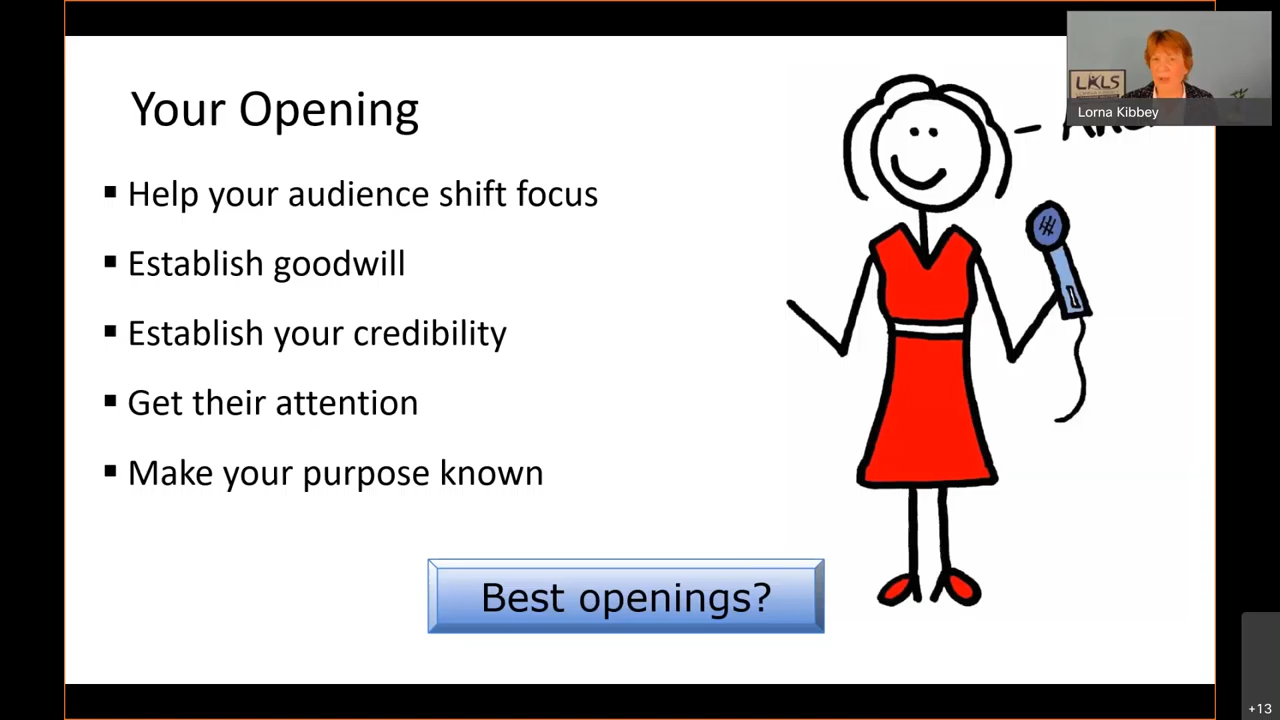 Your Opening
▪ Help your audience shift focus
▪ Establish goodwill
▪ Establish your credibility
▪ Get their attention
▪ Make your purpose known
Best openings?
LKLS
Lorna Kibbey
+13